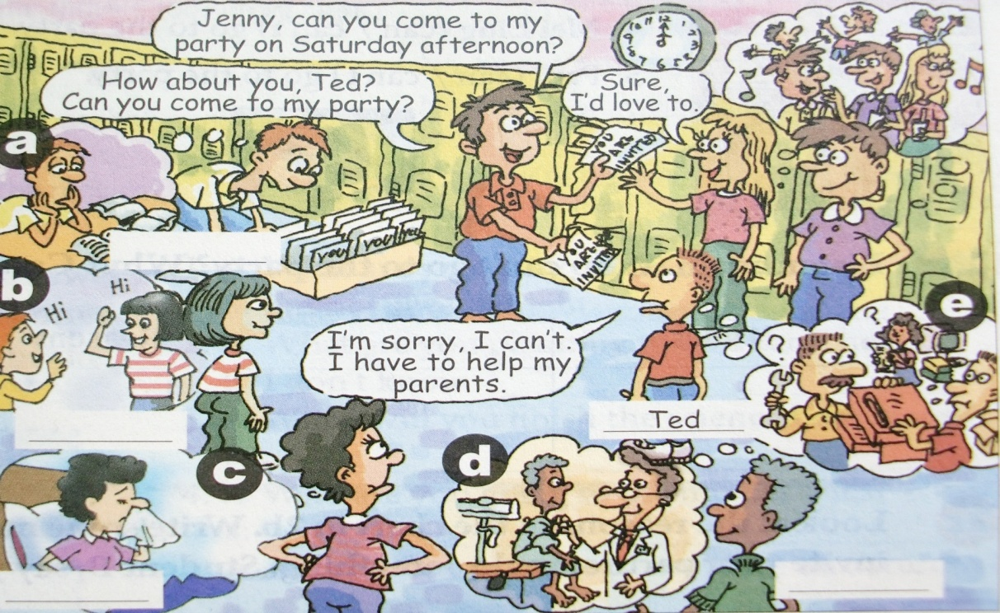 Jenny, can you come to my
party on Saturday afternoon?
How about you, Ted?
Can you come to my party?
Sure,
I'd love to.
YOU
ARE
INVITED
YOU
ARE
INVITED
a
YOU
YOU
You
b
Hi
Hi
I'm sorry, I can't.
I have to help my
parents.
e
?
?
Ted
c
d